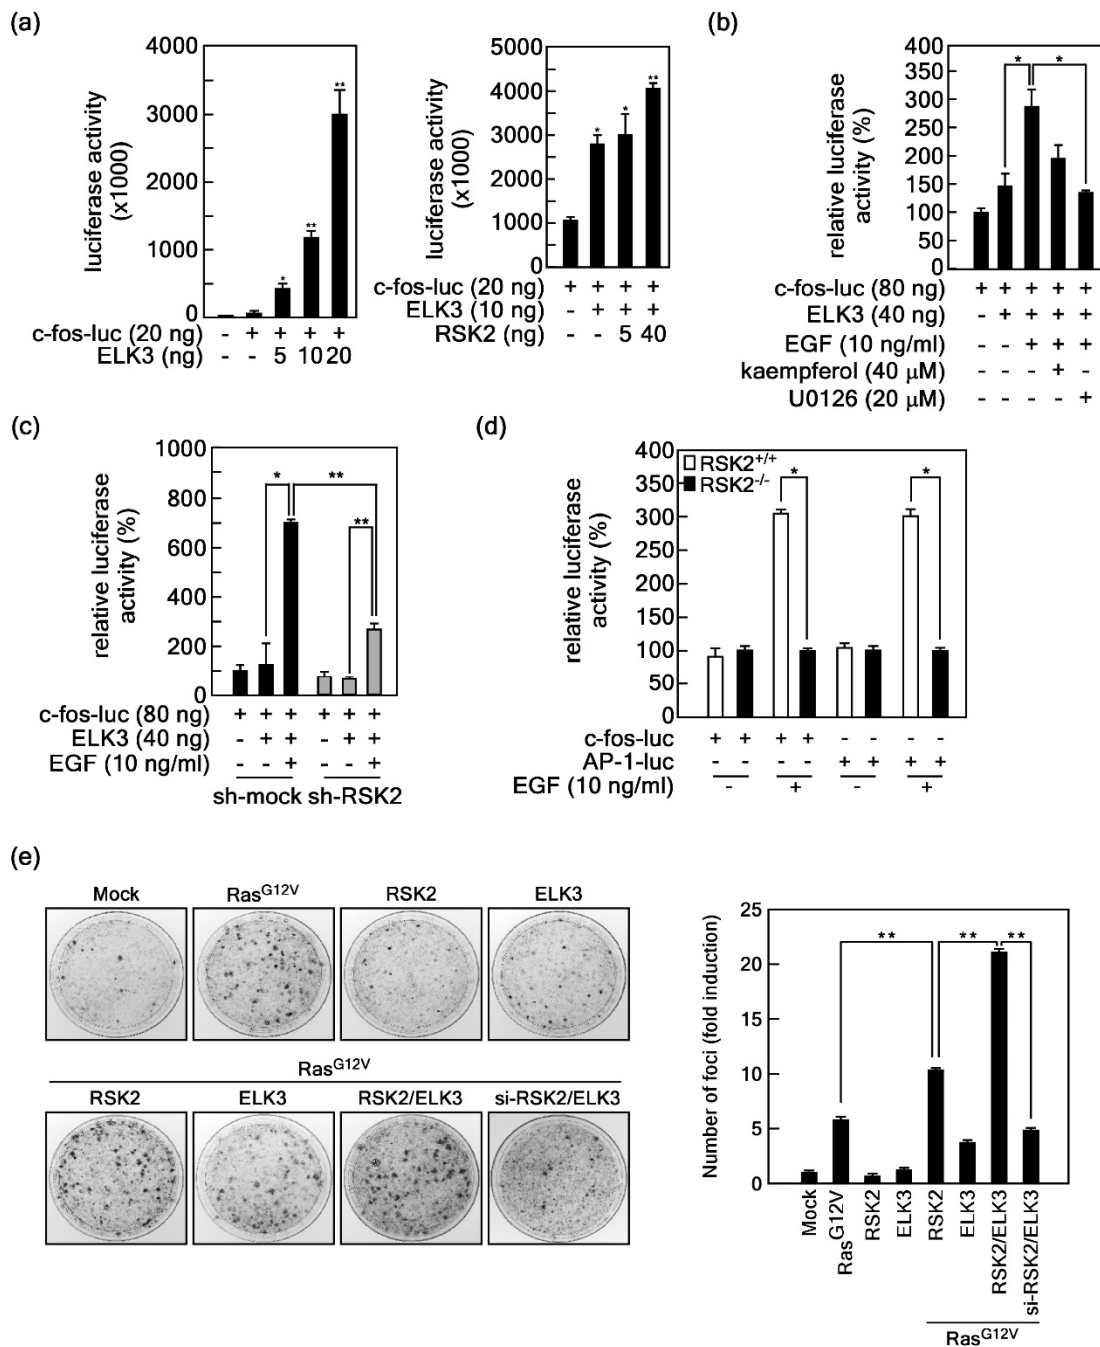 (a)
luciferase activity
(x1000)
4000
3000
2000
1000
0
*
**
**
c-fos-luc (20 ng) - + + + +
ELK3 (ng) - - 5 10 20
luciferase activity
(x1000)
5000
4000
3000
2000
1000
0
*
*
**
c-fos-luc (20 ng) + + + +
ELK3 (10 ng) - + + +
RSK2 (ng) - - 5 40
(b)
relative luciferase
activity (%)
400
350
300
250
200
150
100
50
0
* *
c-fos-luc (80 ng) + + + + +
ELK3 (40 ng) - + + + +
EGF (10 ng/ml) - - + + +
kaempferol (40 μM) - - - + -
U0126 (20 μM) - - - - +
(c)
relative luciferase
activity (%)
1000
800
600
400
200
0
* **
**
c-fos-luc (80 ng) + + + + + +
ELK3 (40 ng) - + + - + +
EGF (10 ng/ml) - - + - - +
sh-mock sh-RSK2
(d)
relative luciferase
activity (%)
400
350
300
250
200
150
100
50
0
RSK2+/+
RSK2-/-
* *
c-fos-luc + + + + - - - -
AP-1-luc - - - - + + + +
EGF (10 ng/ml) - + - +
(e)
Mock RasG12V RSK2 ELK3
RasG12V
RSK2 ELK3 RSK2/ELK3 si-RSK2/ELK3
Number of foci (fold induction)
25
20
15
10
5
0
** ** **
Mock
RasG12V
RSK2
ELK3
RSK2
ELK3
RSK2/ELK3
si-RSK2/ELK3
RasG12V